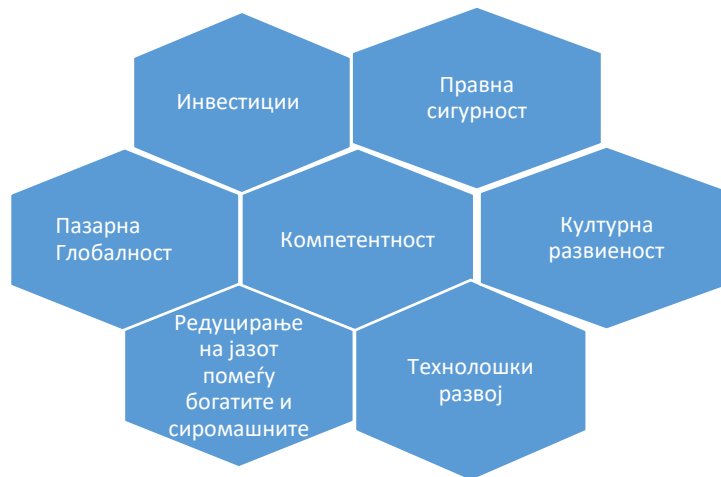 Инвестиции
Правна
сигурност
Пазарна
Глобалност
Компетентност
Културна
развиеност
Редуцирање
на јазот
помеѓу
богатите и
сиромашните
Технолошки
развој